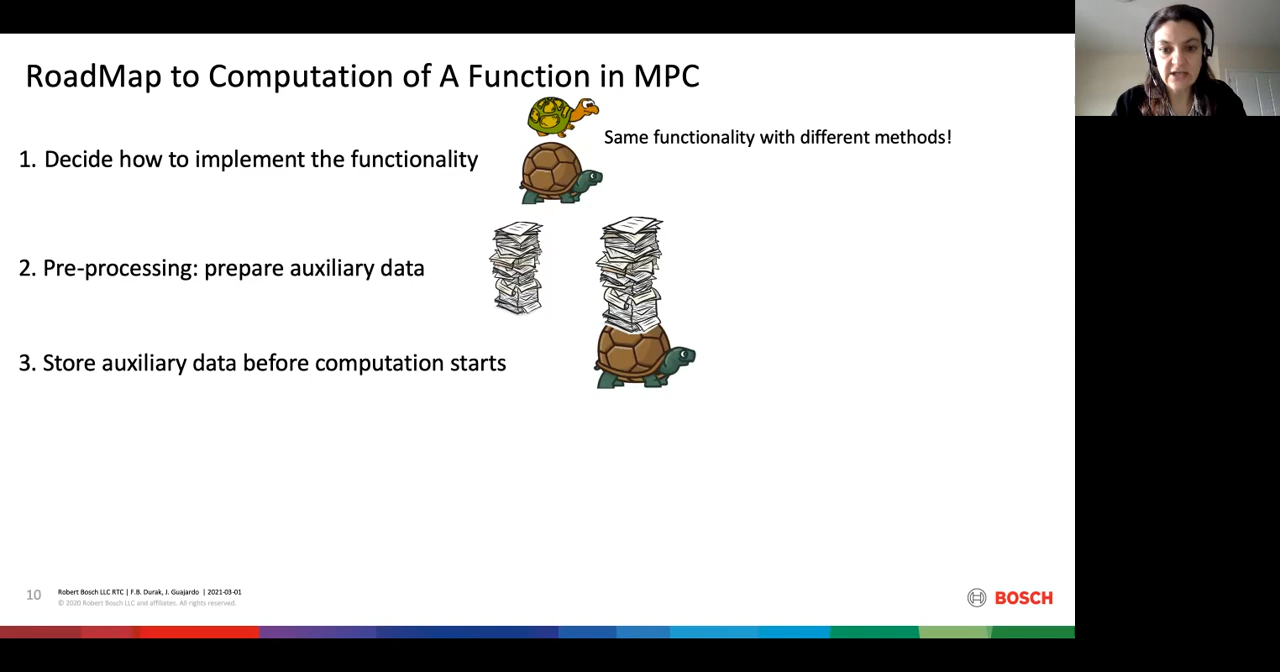 RoadMap to Computation of A Function in MPC
Same functionality with different methods!
1. Decide how to implement the functionality
2. Pre-processing: prepare auxiliary data
3. Store auxiliary data before computation starts
10
Robert Bosch LLC RTC | F.B. Durak, J. Guajardo | 2021-03-01
© 2020 Robert Bosch LLC and affiliates. All rights reserved.
BOSCH